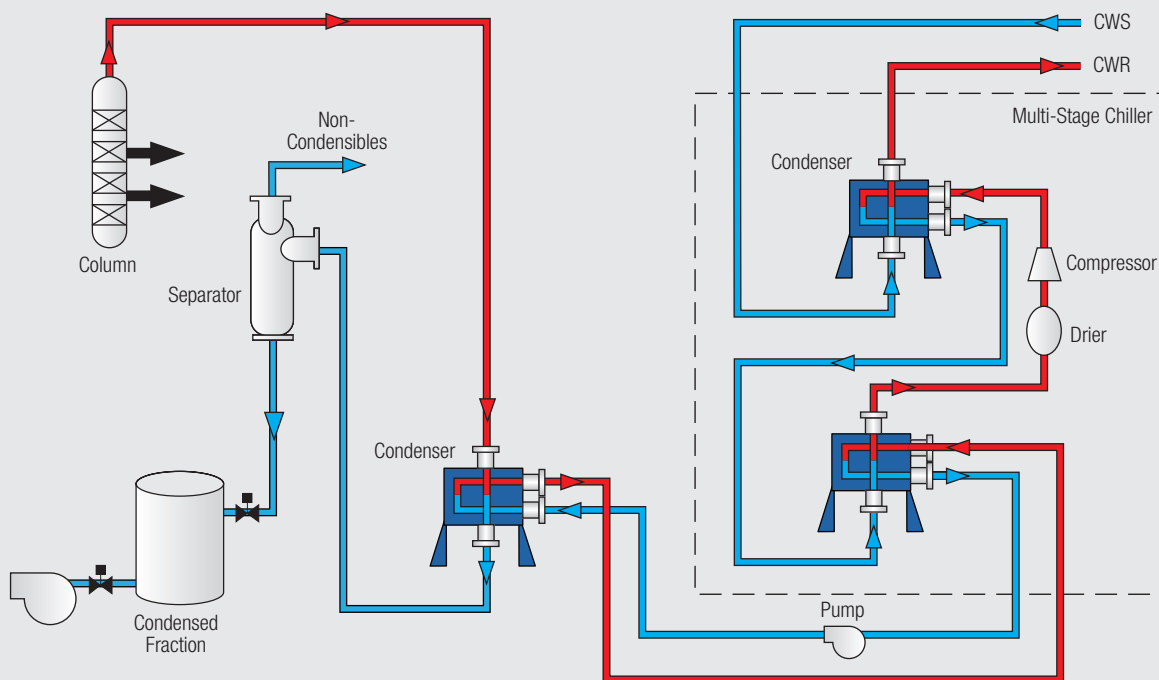 CWS
CWR
Multi-Stage Chiller
Non-
Condensibles
Condenser
Column
Separator
Compressor
Drier
Condenser
Pump
Condensed
Fraction